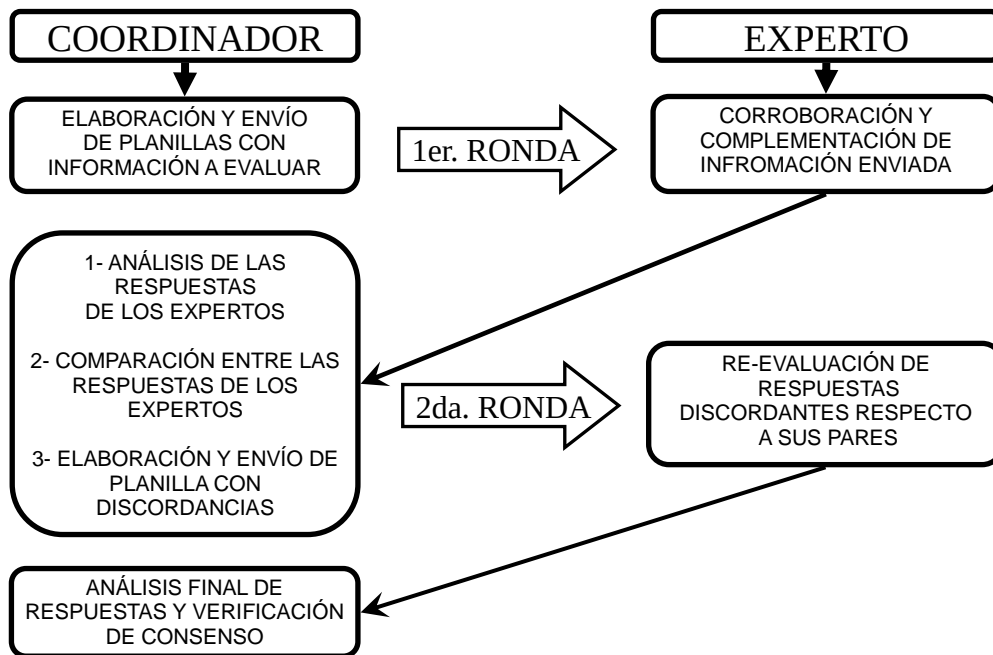 COORDINADOR
EXPERTO
ELABORACIÓN Y ENVÍO
DE PLANILLAS CON
INFORMACIÓN A EVALUAR
1er. RONDA
CORROBORACIÓN Y
COMPLEMENTACIÓN DE
INFROMACIÓN ENVIADA
1- ANÁLISIS DE LAS
RESPUESTAS
DE LOS EXPERTOS
2- COMPARACIÓN ENTRE LAS
RESPUESTAS DE LOS
EXPERTOS
3- ELABORACIÓN Y ENVÍO DE
PLANILLA CON
DISCORDANCIAS
2da. RONDA
RE-EVALUACIÓN DE
RESPUESTAS
DISCORDANTES RESPECTO
A SUS PARES
ANÁLISIS FINAL DE
RESPUESTAS Y VERIFICACIÓN
DE CONSENSO